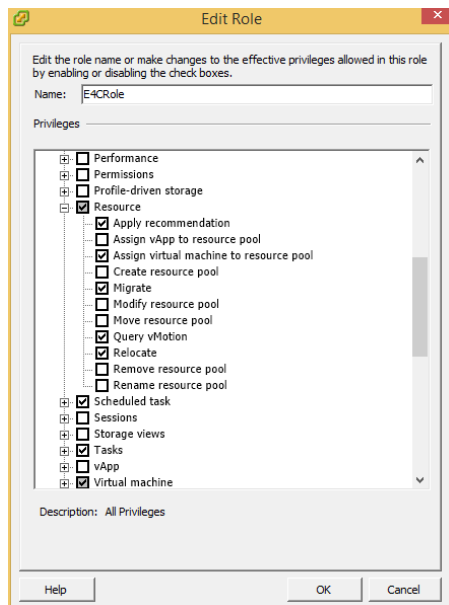 Edit Role
Edit the role name or make changes to the effective privileges allowed in this role
by enabling or disabling the check boxes.
Name: E4CRole
Privileges
Performance
Permissions
Profile-driven storage
Resource
Apply recommendation
Assign vApp to resource pool
Assign virtual machine to resource pool
Create resource pool
Migrate
Modify resource pool
Move resource pool
Query vMotion
Relocate
Remove resource pool
Rename resource pool
Scheduled task
Sessions
Storage views
Tasks
vApp
Virtual machine
Description: All Privileges
Help OK Cancel